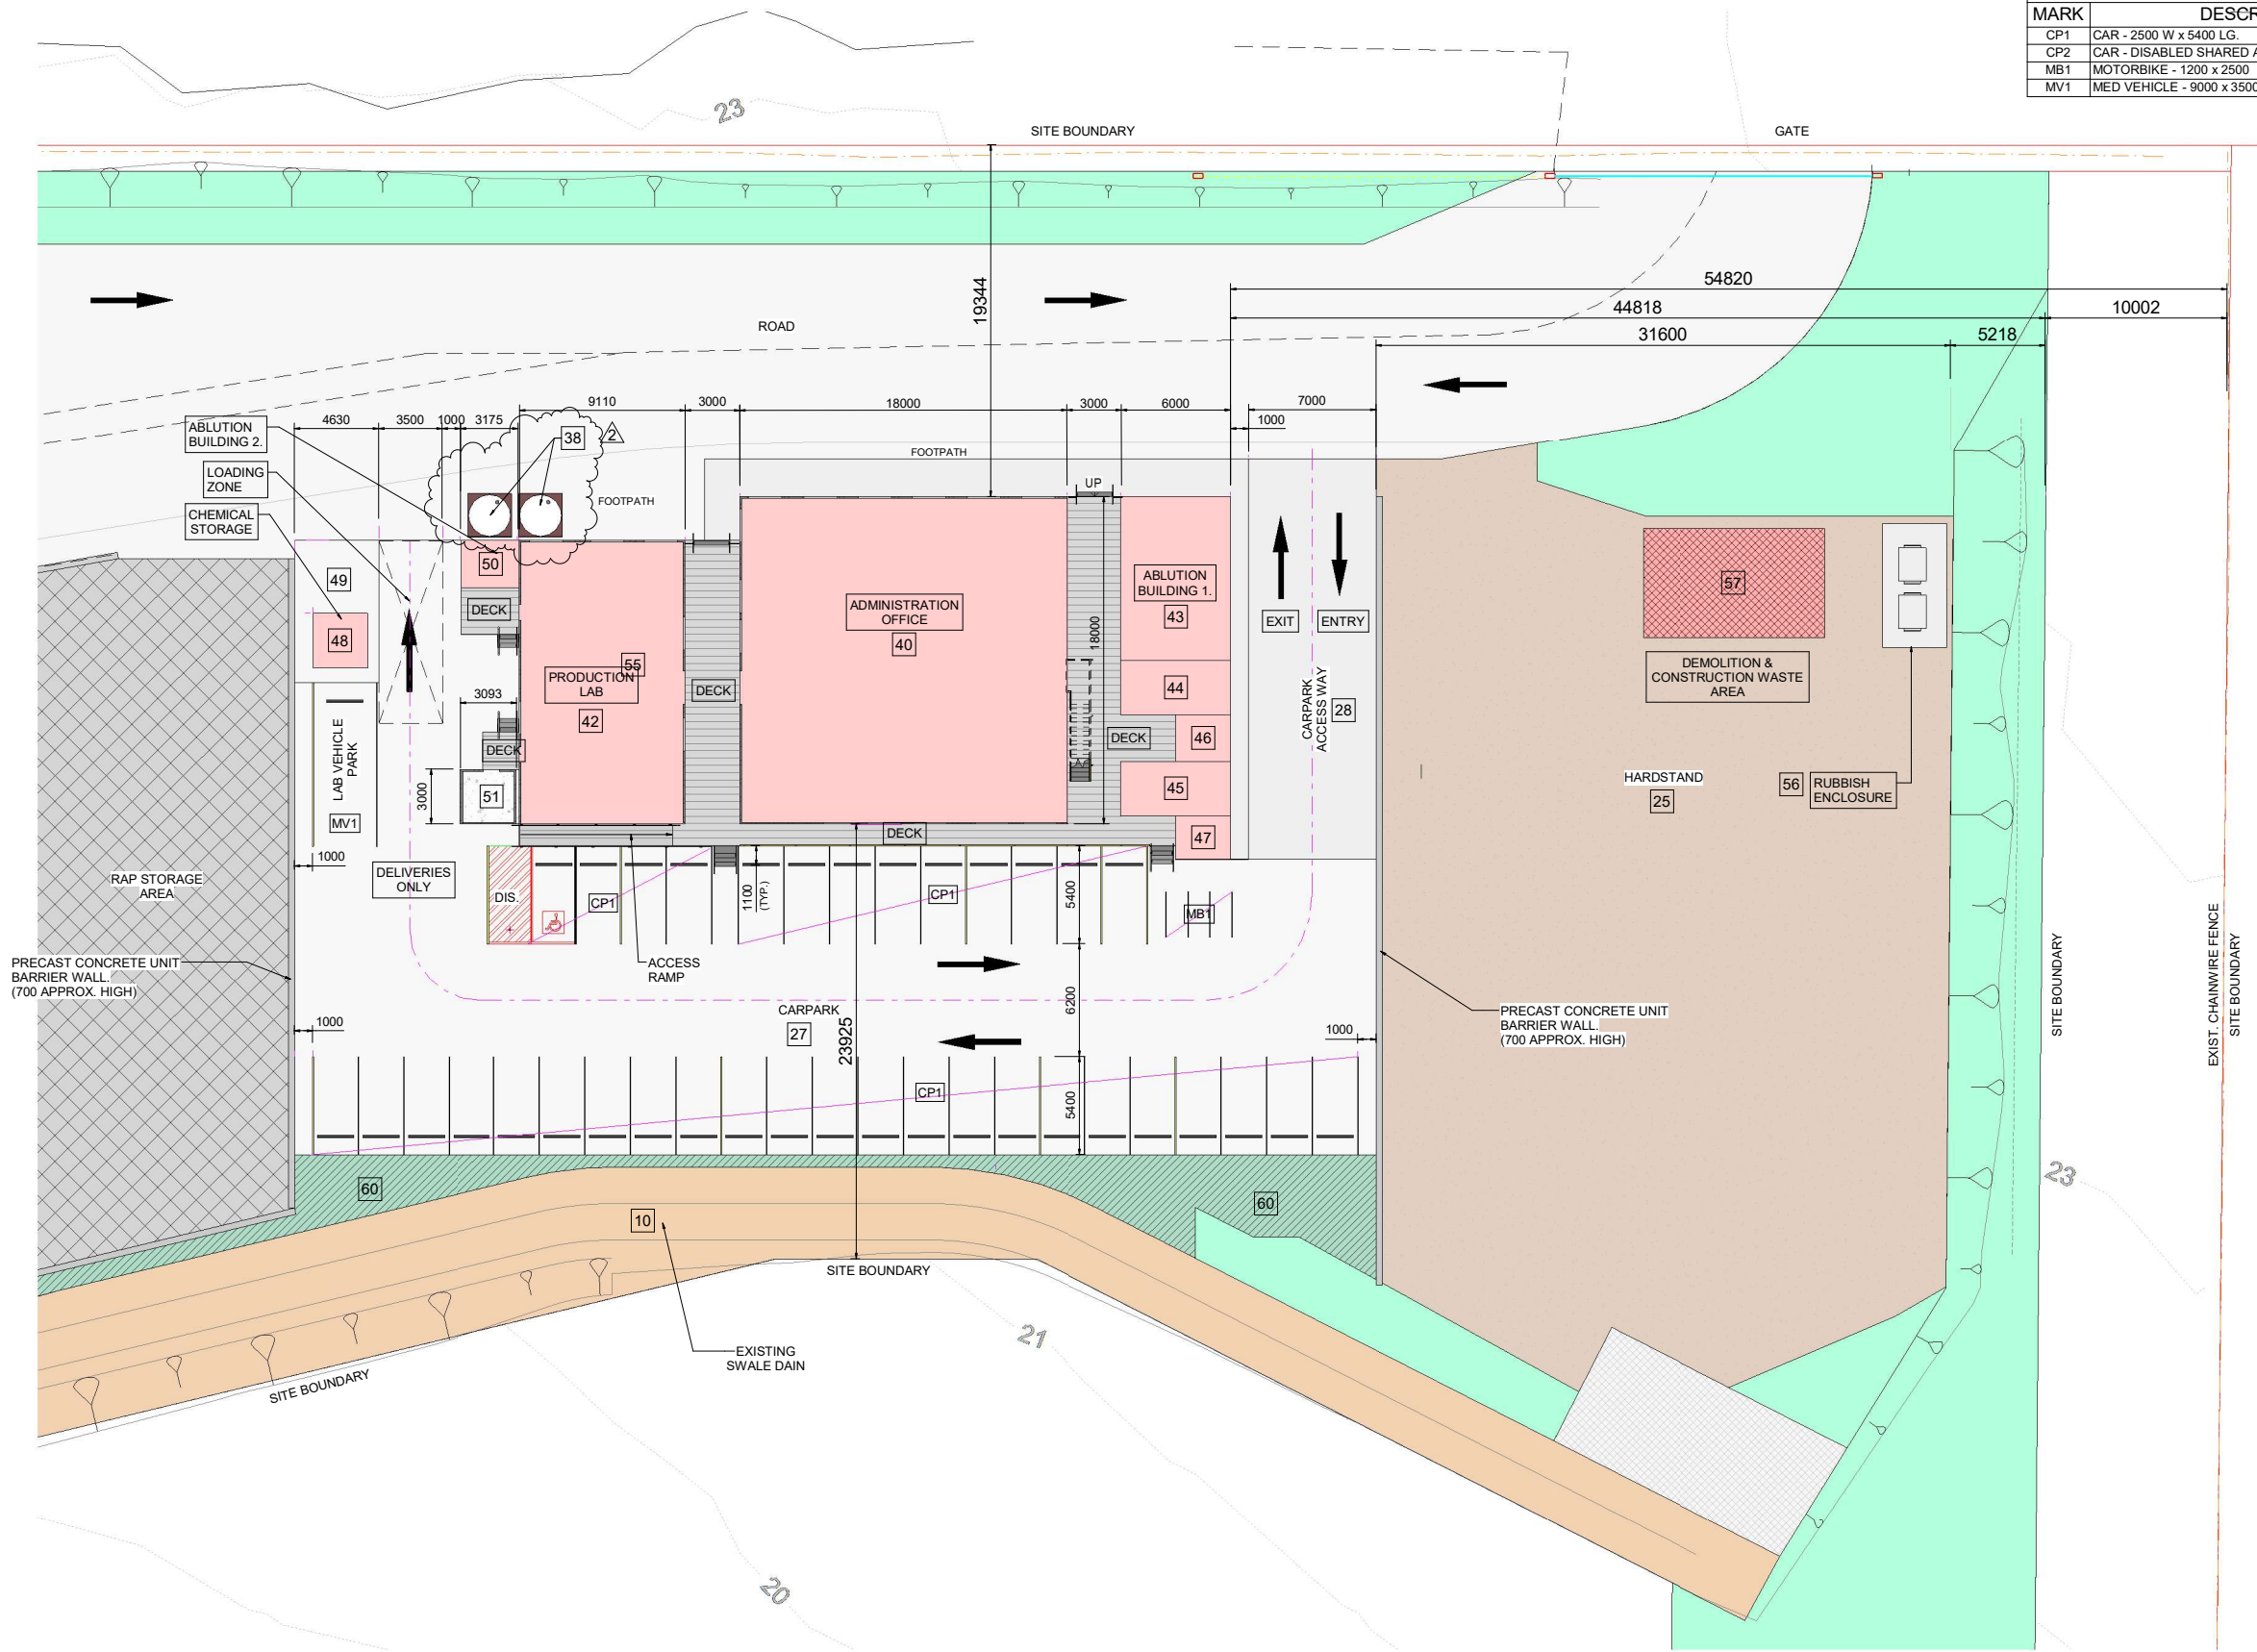 MARK DESCR
CP1 CAR - 2500 W x 5400 LG.
CP2 CAR - DISABLED SHARED A
MB1 MOTORBIKE - 1200 x 2500
MV1 MED VEHICLE - 9000 x 3500
23
SITE BOUNDARY
GATE
19344
54820
44818
10002
31600
5218
ROAD
9110
3000
18000
3000
6000
7000
1000
4630
3500
1000
3175
ABLUTION
BUILDING 2.
38
2
LOADING
ZONE
FOOTPATH
FOOTPATH
UP
CHEMICAL
STORAGE
49
50
48
DECK
ADMINISTRATION
OFFICE
40
ABLUTION
BUILDING 1.
43
18000
EXIT
ENTRY
57
55
PRODUCTION
LAB
42
DECK
3093
DECK
44
46
DECK
45
47
CARPARK
ACCESS WAY
28
DEMOLITION &
CONSTRUCTION WASTE
AREA
HARDSTAND
25
56
RUBBISH
ENCLOSURE
LAB VEHICLE
PARK
MV1
3000
51
DECK
1000
DELIVERIES
ONLY
RAP STORAGE
AREA
DIS.
CP1
1100
(TYP.)
CP1
5400
MB1
PRECAST CONCRETE UNIT
BARRIER WALL.
(700 APPROX. HIGH)
ACCESS
RAMP
6200
1000
CARPARK
27
23925
1000
PRECAST CONCRETE UNIT
BARRIER WALL.
(700 APPROX. HIGH)
CP1
5400
SITE BOUNDARY
EXIST. CHAINWIRE FENCE
SITE BOUNDARY
60
60
10
23
SITE BOUNDARY
21
EXISTING
SWALE DAIN
SITE BOUNDARY
20